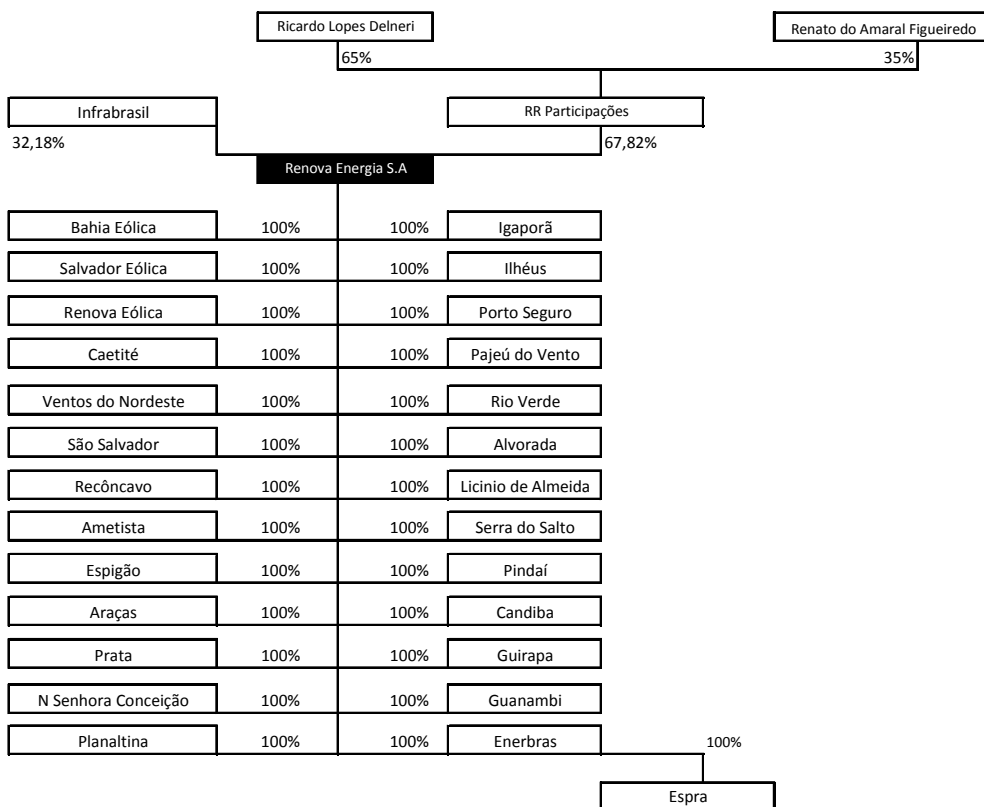 Ricardo Lopes Delneri Renato do Amaral Figueiredo
65% 35%
Infrabrasil RR Participações
32,18% 67,82%
Renova Energia S.A
Bahia Eólica 100% 100% Igaporã
Salvador Eólica 100% 100% Ilhéus
Renova Eólica 100% 100% Porto Seguro
Caetité 100% 100% Pajeú do Vento
Ventos do Nordeste 100% 100% Rio Verde
São Salvador 100% 100% Alvorada
Recôncavo 100% 100% Licinio de Almeida
Ametista 100% 100% Serra do Salto
Espigão 100% 100% Pindaí
Araças 100% 100% Candiba
Prata 100% 100% Guirapa
N Senhora Conceição 100% 100% Guanambi
Planaltina 100% 100% Enerbras 100%
Espra